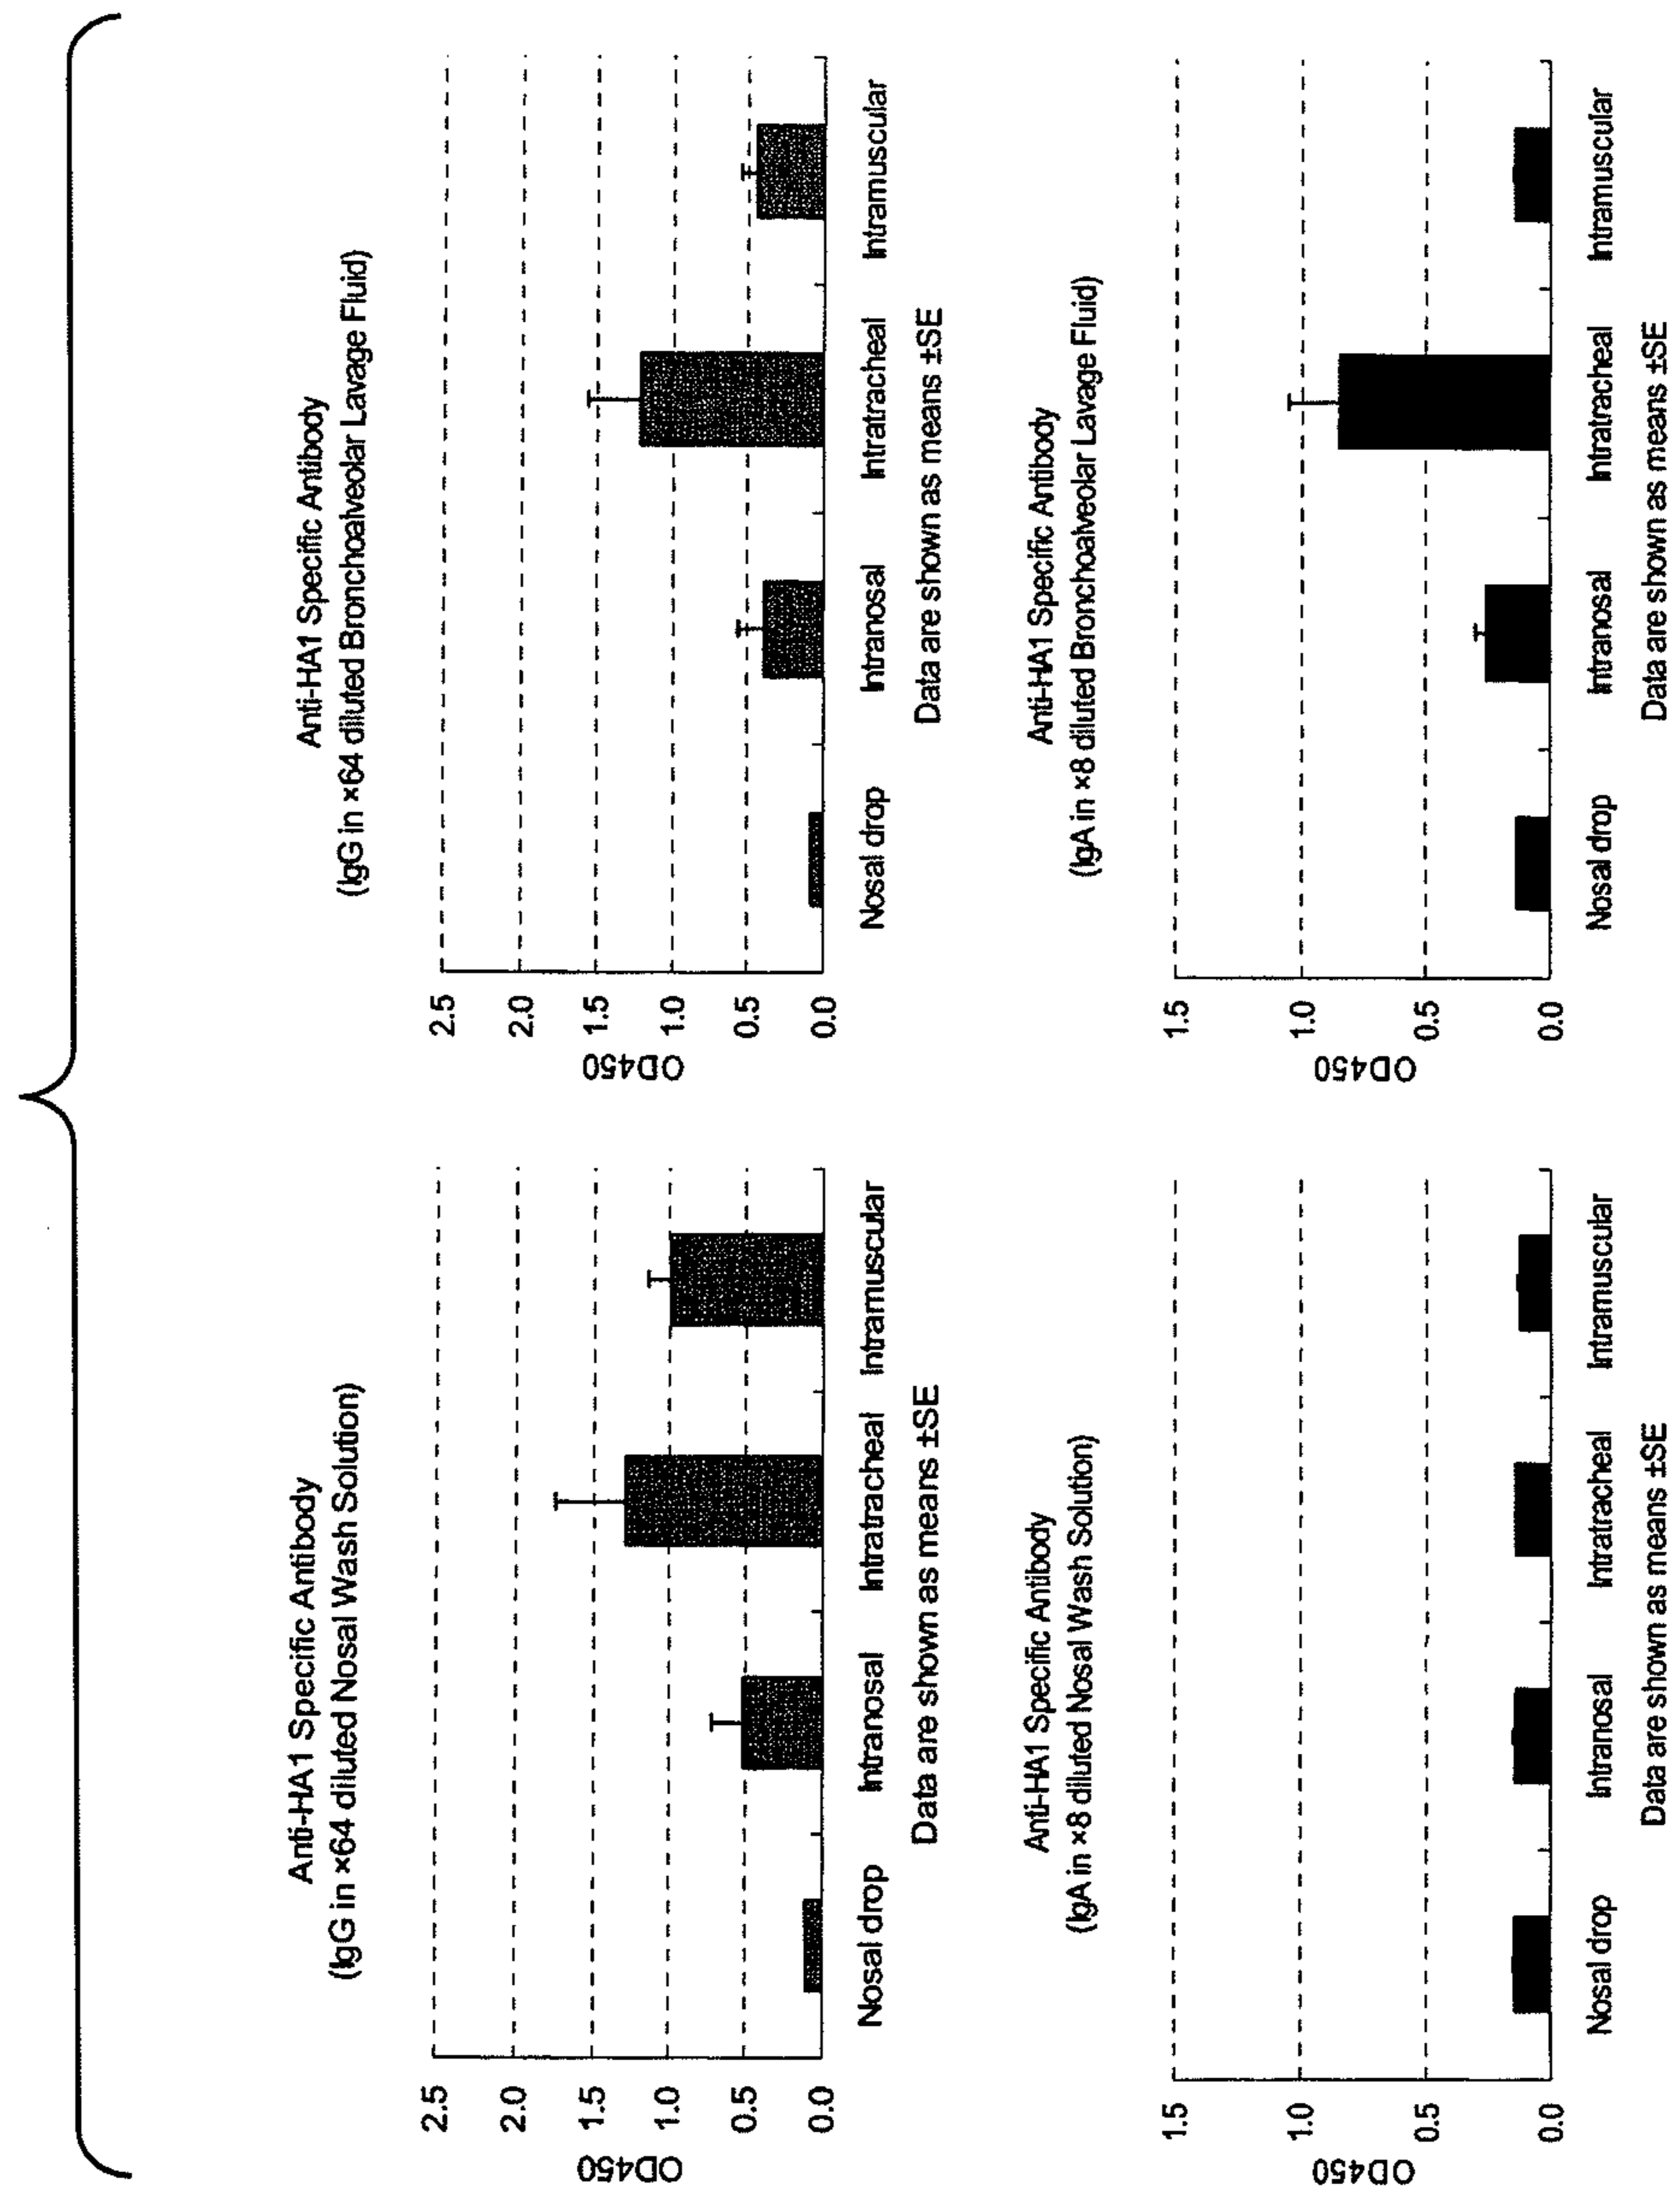 Anti-HA1 Specific Antibody
(IgG in ×64 diluted Nosal Wash Solution)
OD450
2.5
2.0
1.5
1.0
0.5
0.0
Nosal drop Intranosal Intratracheal Intramuscular
Data are shown as means ±SE
Anti-HA1 Specific Antibody
(IgG in ×64 diluted Bronchoalveolar Lavage Fluid)
OD450
2.5
2.0
1.5
1.0
0.5
0.0
Nosal drop Intranosal Intratracheal Intramuscular
Data are shown as means ±SE
Anti-HA1 Specific Antibody
(IgA in ×8 diluted Nosal Wash Solution)
OD450
1.5
1.0
0.5
0.0
Nosal drop Intranosal Intratracheal Intramuscular
Data are shown as means ±SE
Anti-HA1 Specific Antibody
(IgA in ×8 diluted Bronchoalveolar Lavage Fluid)
OD450
1.5
1.0
0.5
0.0
Nosal drop Intranosal Intratracheal Intramuscular
Data are shown as means ±SE